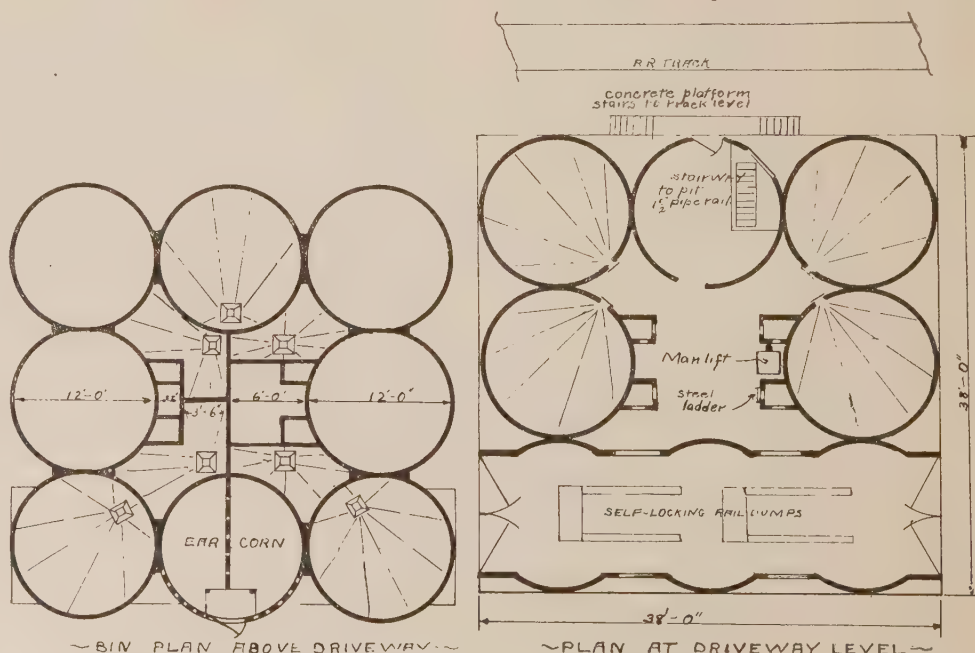 RR TRACK
concrete platform
stairs to track level
stairway
to pit
1½" pipe rail
Manlift
steel
ladder
38'-0"
SELF-LOCKING RAIL DUMPS
38'-0"
~PLAN AT DRIVEWAY LEVEL~
12'-0"
3'-6"
6'-0"
12'-0"
EAR CORN
~BIN PLAN ABOVE DRIVEWAY~